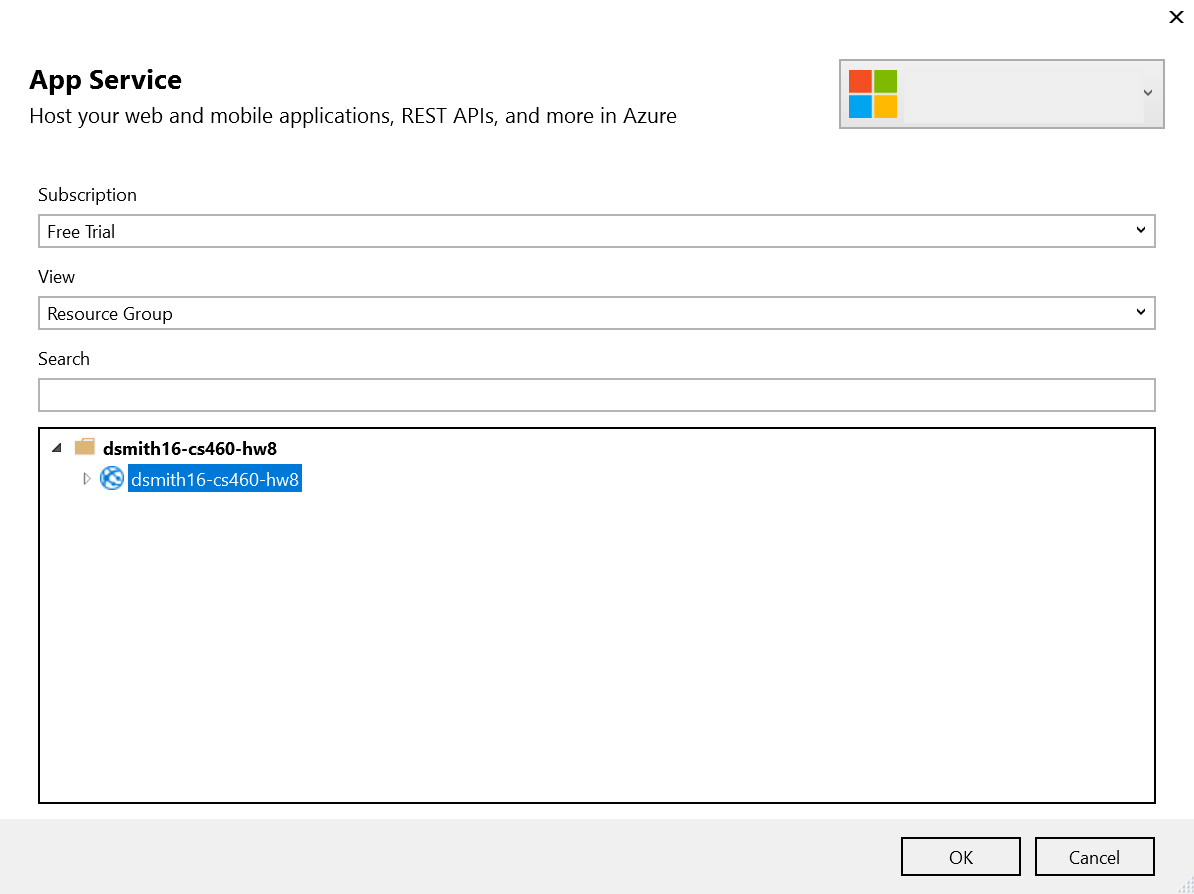 App Service
Host your web and mobile applications, REST APIs, and more in Azure
Subscription
Free Trial
View
Resource Group
Search
dsmith16-cs460-hw8
dsmith16-cs460-hw8
OK
Cancel